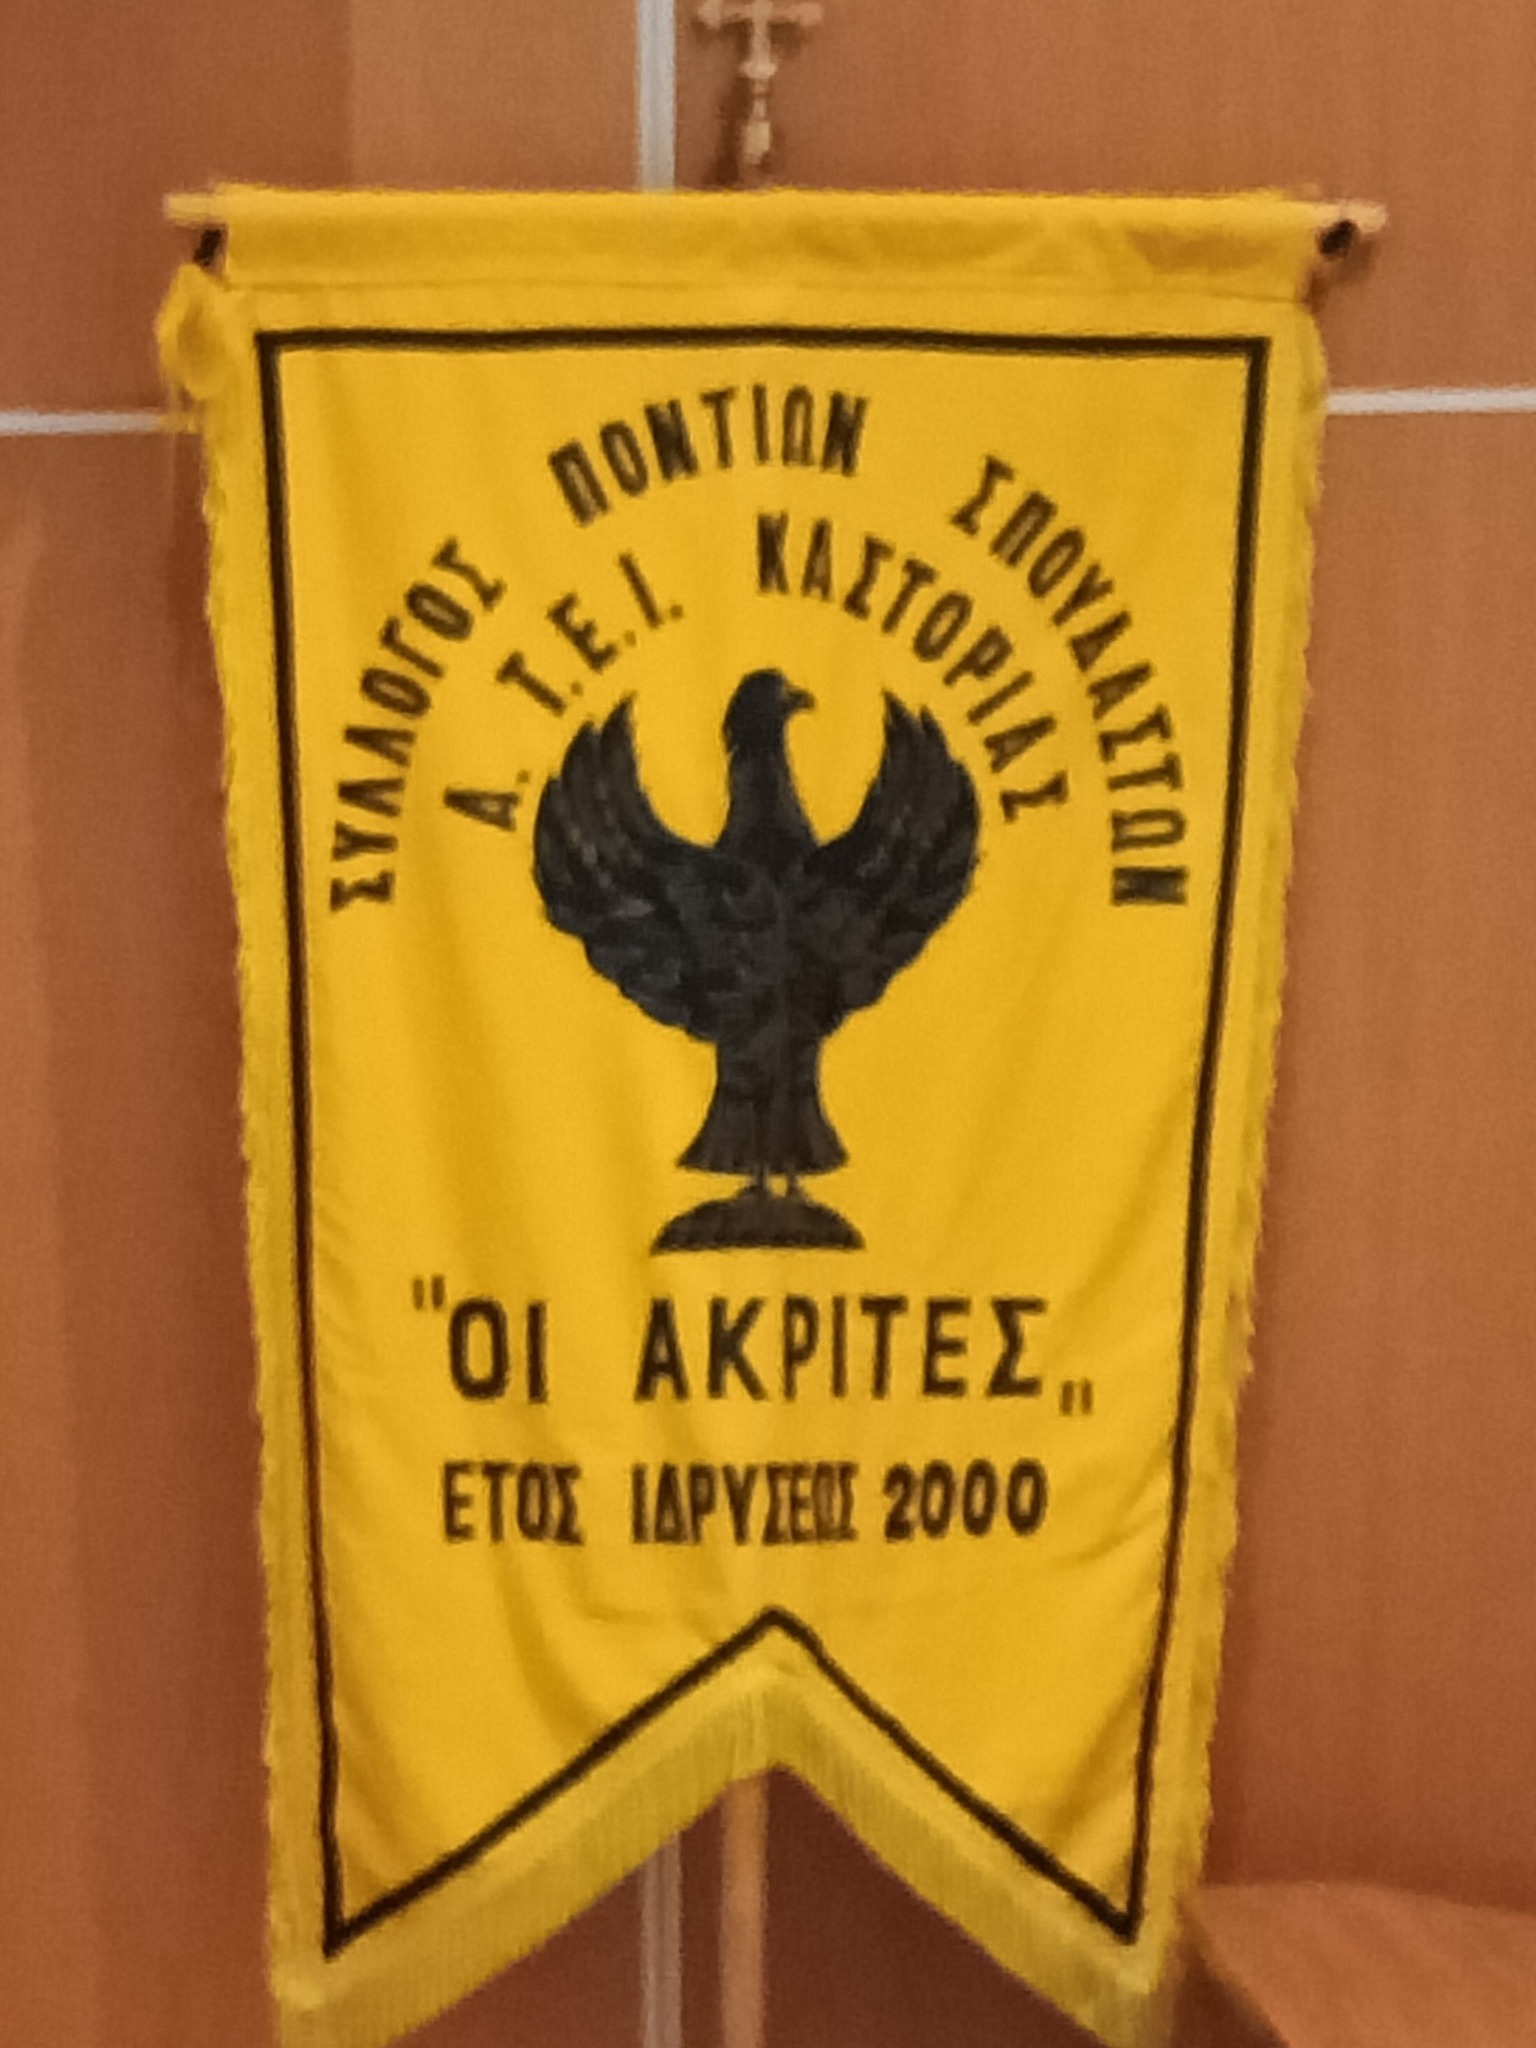 ΣΥΛΛΟΓΟΣ ΠΟΝΤΙΩΝ ΣΠΟΥΔΑΣΤΩΝ
Α.Τ.Ε.Ι. ΚΑΣΤΟΡΙΑΣ
"ΟΙ ΑΚΡΙΤΕΣ„
ΕΤΟΣ ΙΔΡΥΣΕΩΣ 2000